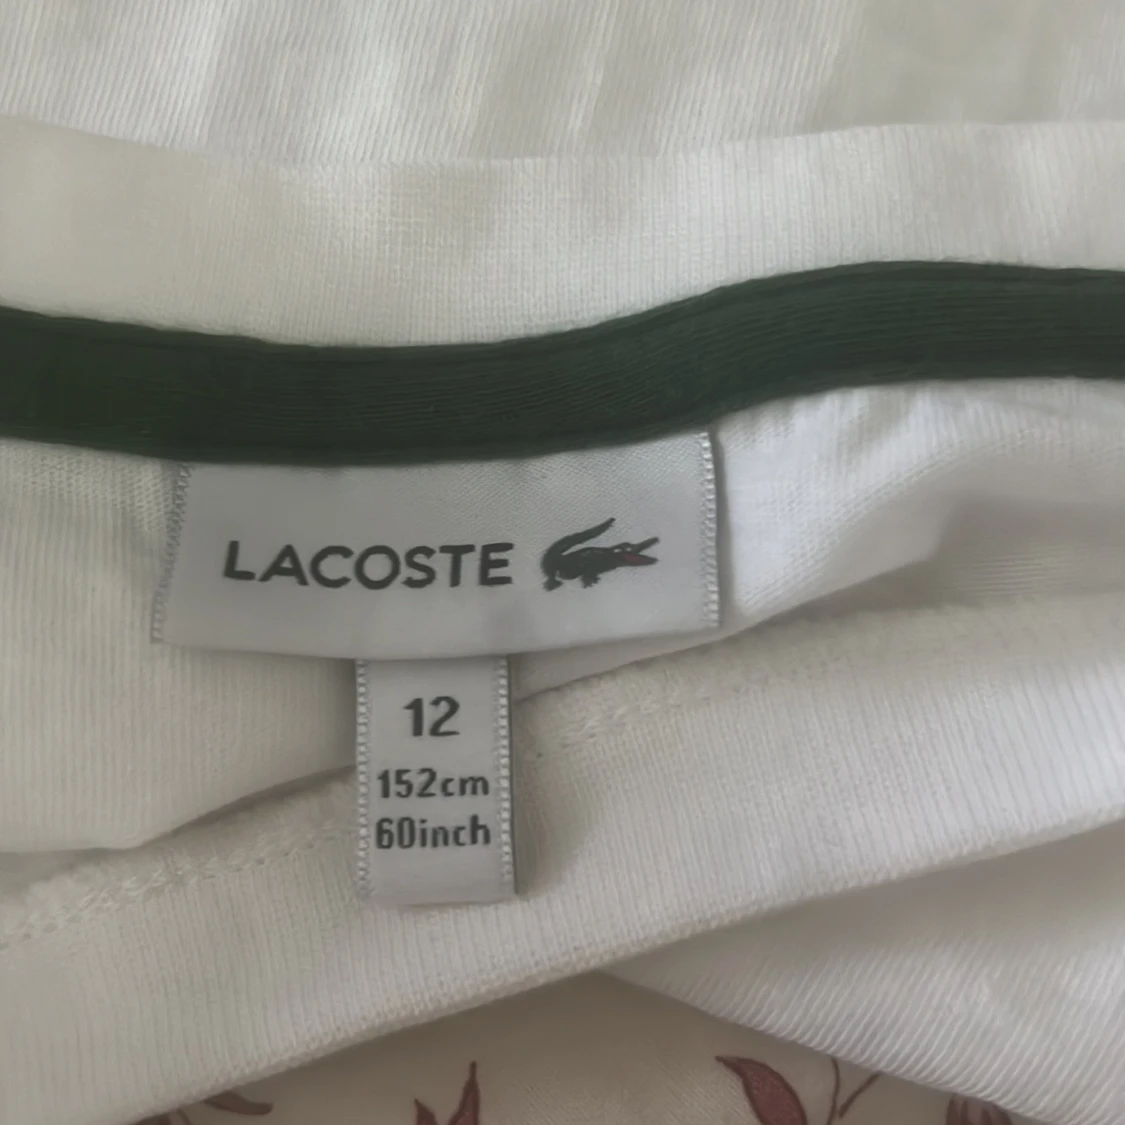 LACOSTE
12
152cm
60inch